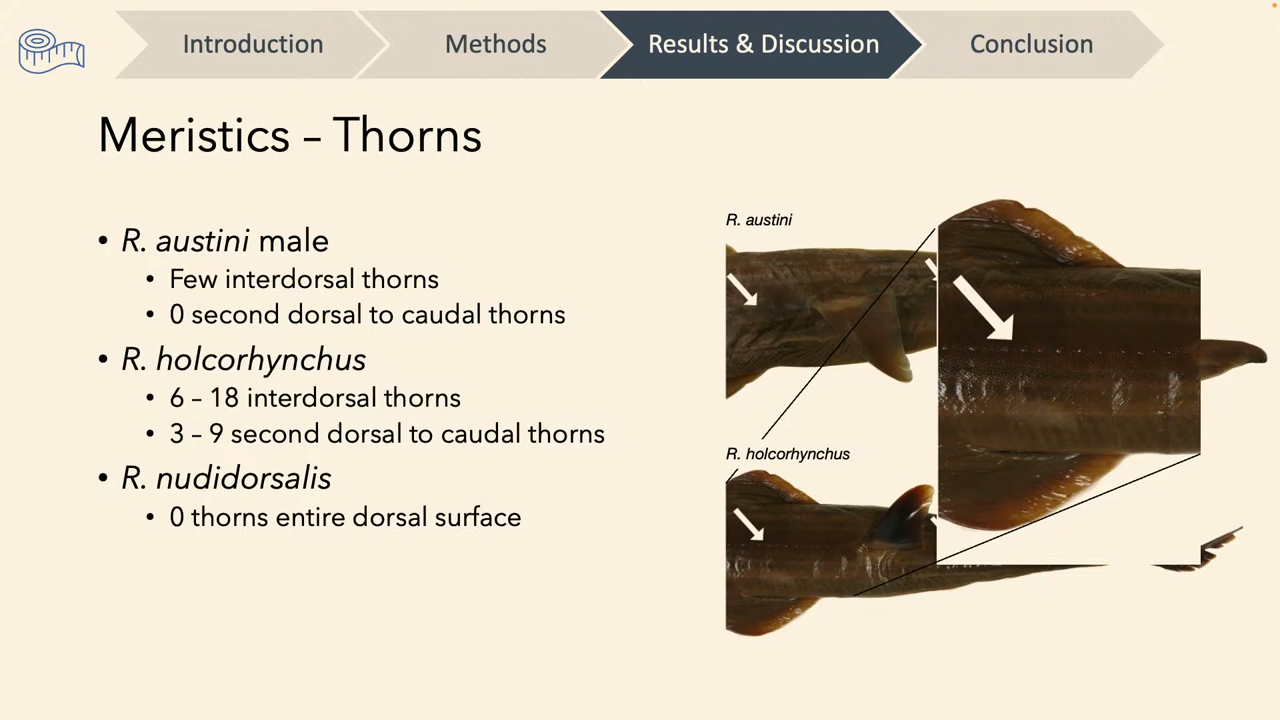 Introduction
Methods
Results & Discussion
Conclusion
Meristics – Thorns
• R. austini male
• Few interdorsal thorns
• 0 second dorsal to caudal thorns
• R. holcorhynchus
• 6 – 18 interdorsal thorns
• 3 – 9 second dorsal to caudal thorns
• R. nudidorsalis
• 0 thorns entire dorsal surface
R. austini
R. holcorhynchus